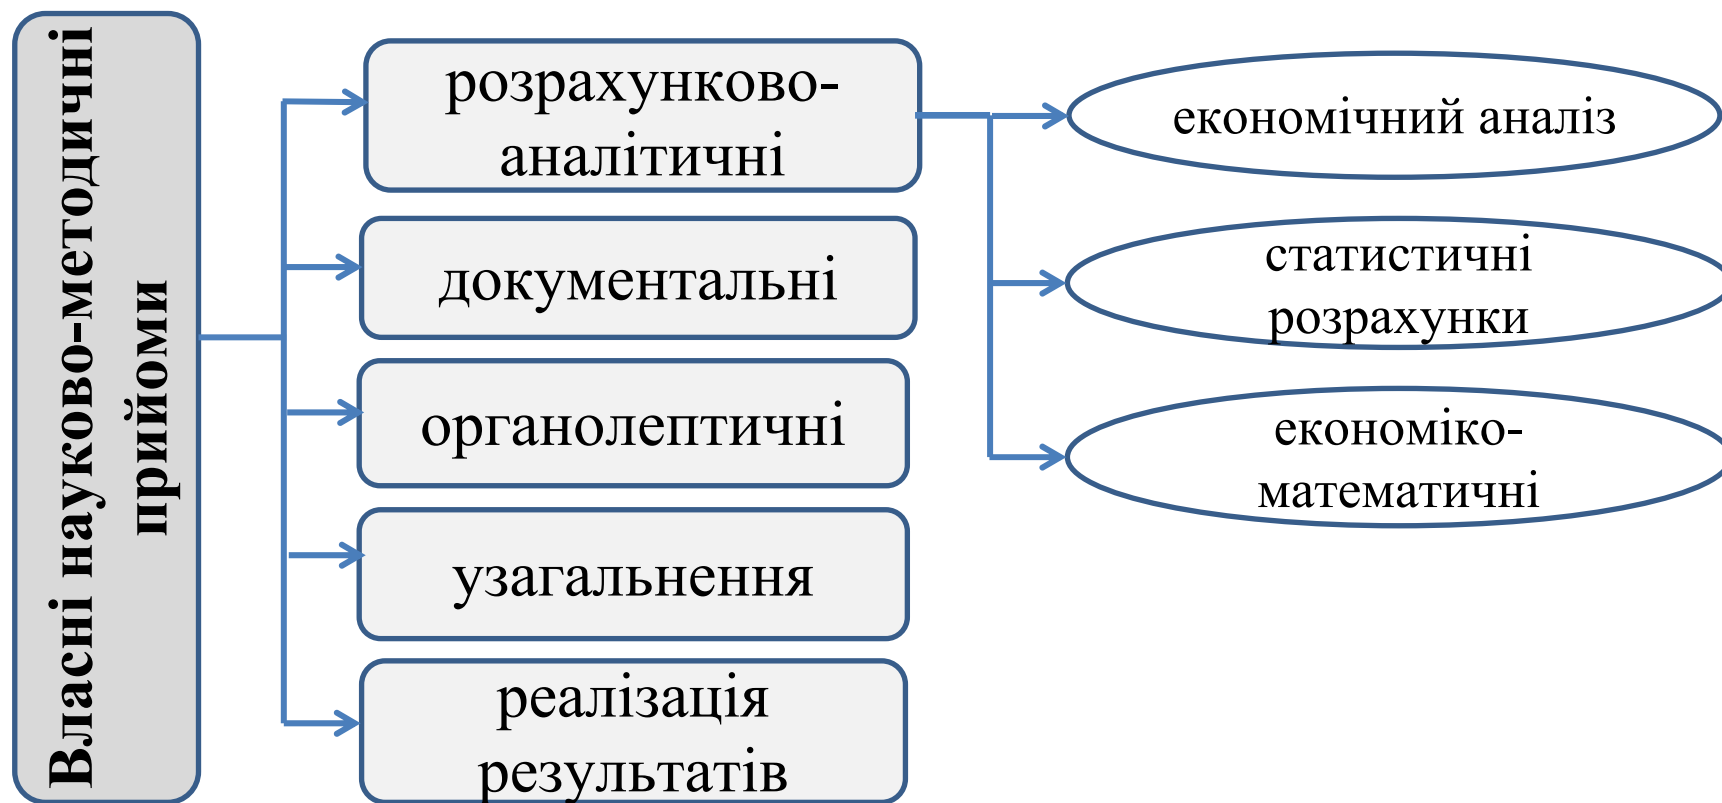 Власні науково-методичні
прийоми
розрахунково-
аналітичні
документальні
органолептичні
узагальнення
реалізація
результатів
економічний аналіз
статистичні
розрахунки
економіко-
математичні